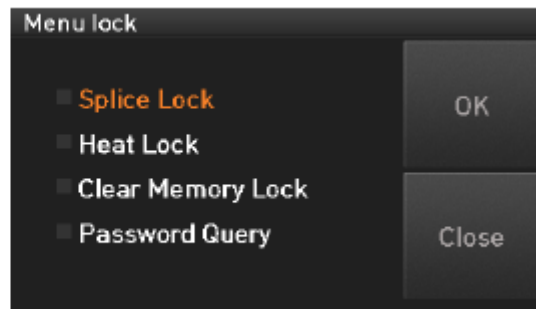 Menu lock
Splice Lock
Heat Lock
Clear Memory Lock
Password Query
OK
Close